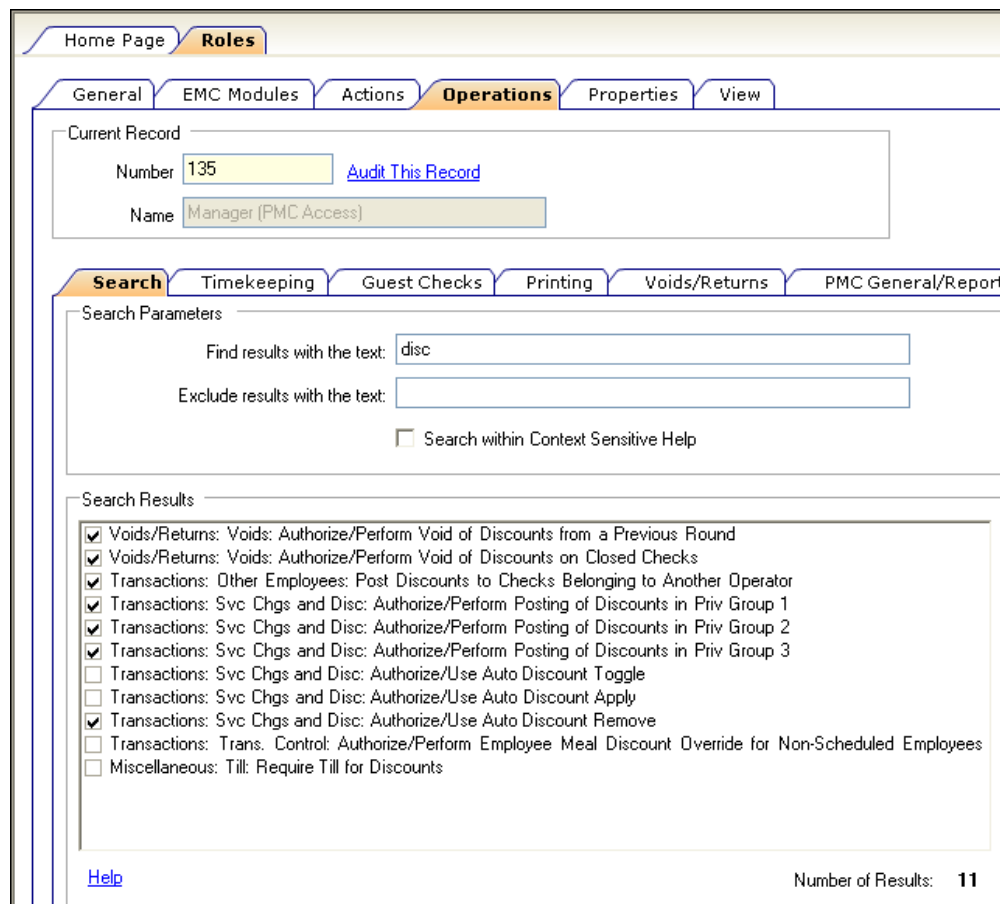 Home Page Roles
General EMC Modules Actions Operations Properties View
Current Record
Number 135 Audit This Record
Name Manager (PMC Access)
Search Timekeeping Guest Checks Printing Voids/Returns PMC General/Report
Search Parameters
Find results with the text: disc
Exclude results with the text:
Search within Context Sensitive Help
Search Results
Voids/Returns: Voids: Authorize/Perform Void of Discounts from a Previous Round
Voids/Returns: Voids: Authorize/Perform Void of Discounts on Closed Checks
Transactions: Other Employees: Post Discounts to Checks Belonging to Another Operator
Transactions: Svc Chgs and Disc: Authorize/Perform Posting of Discounts in Priv Group 1
Transactions: Svc Chgs and Disc: Authorize/Perform Posting of Discounts in Priv Group 2
Transactions: Svc Chgs and Disc: Authorize/Perform Posting of Discounts in Priv Group 3
Transactions: Svc Chgs and Disc: Authorize/Use Auto Discount Toggle
Transactions: Svc Chgs and Disc: Authorize/Use Auto Discount Apply
Transactions: Svc Chgs and Disc: Authorize/Use Auto Discount Remove
Transactions: Trans. Control: Authorize/Perform Employee Meal Discount Override for Non-Scheduled Employees
Miscellaneous: Till: Require Till for Discounts
Help Number of Results: 11